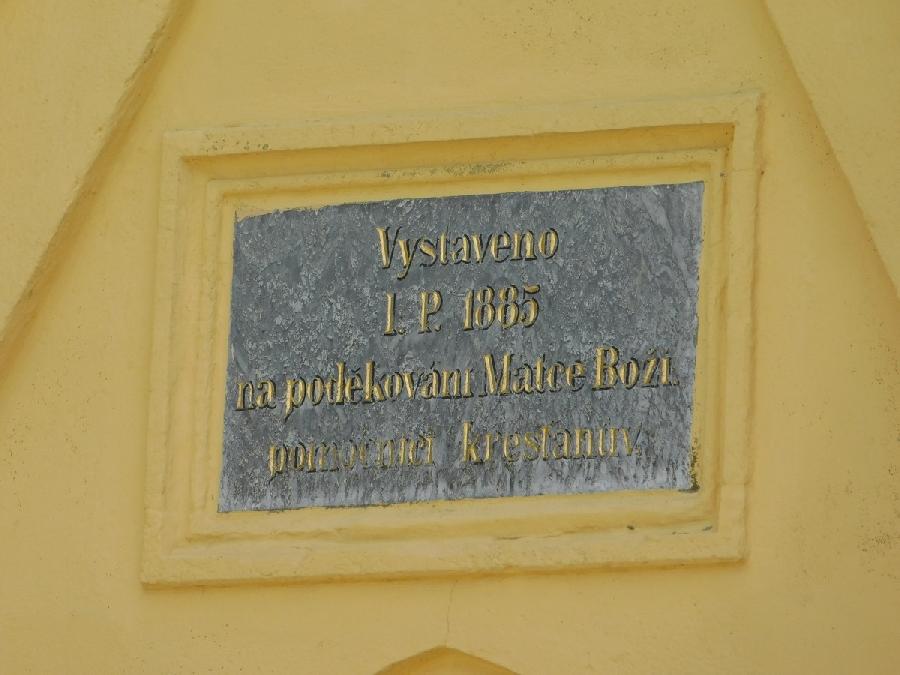 Vystaveno
l. P. 1885
na poděkování Matce Boží.
pomocnici křesťanův.